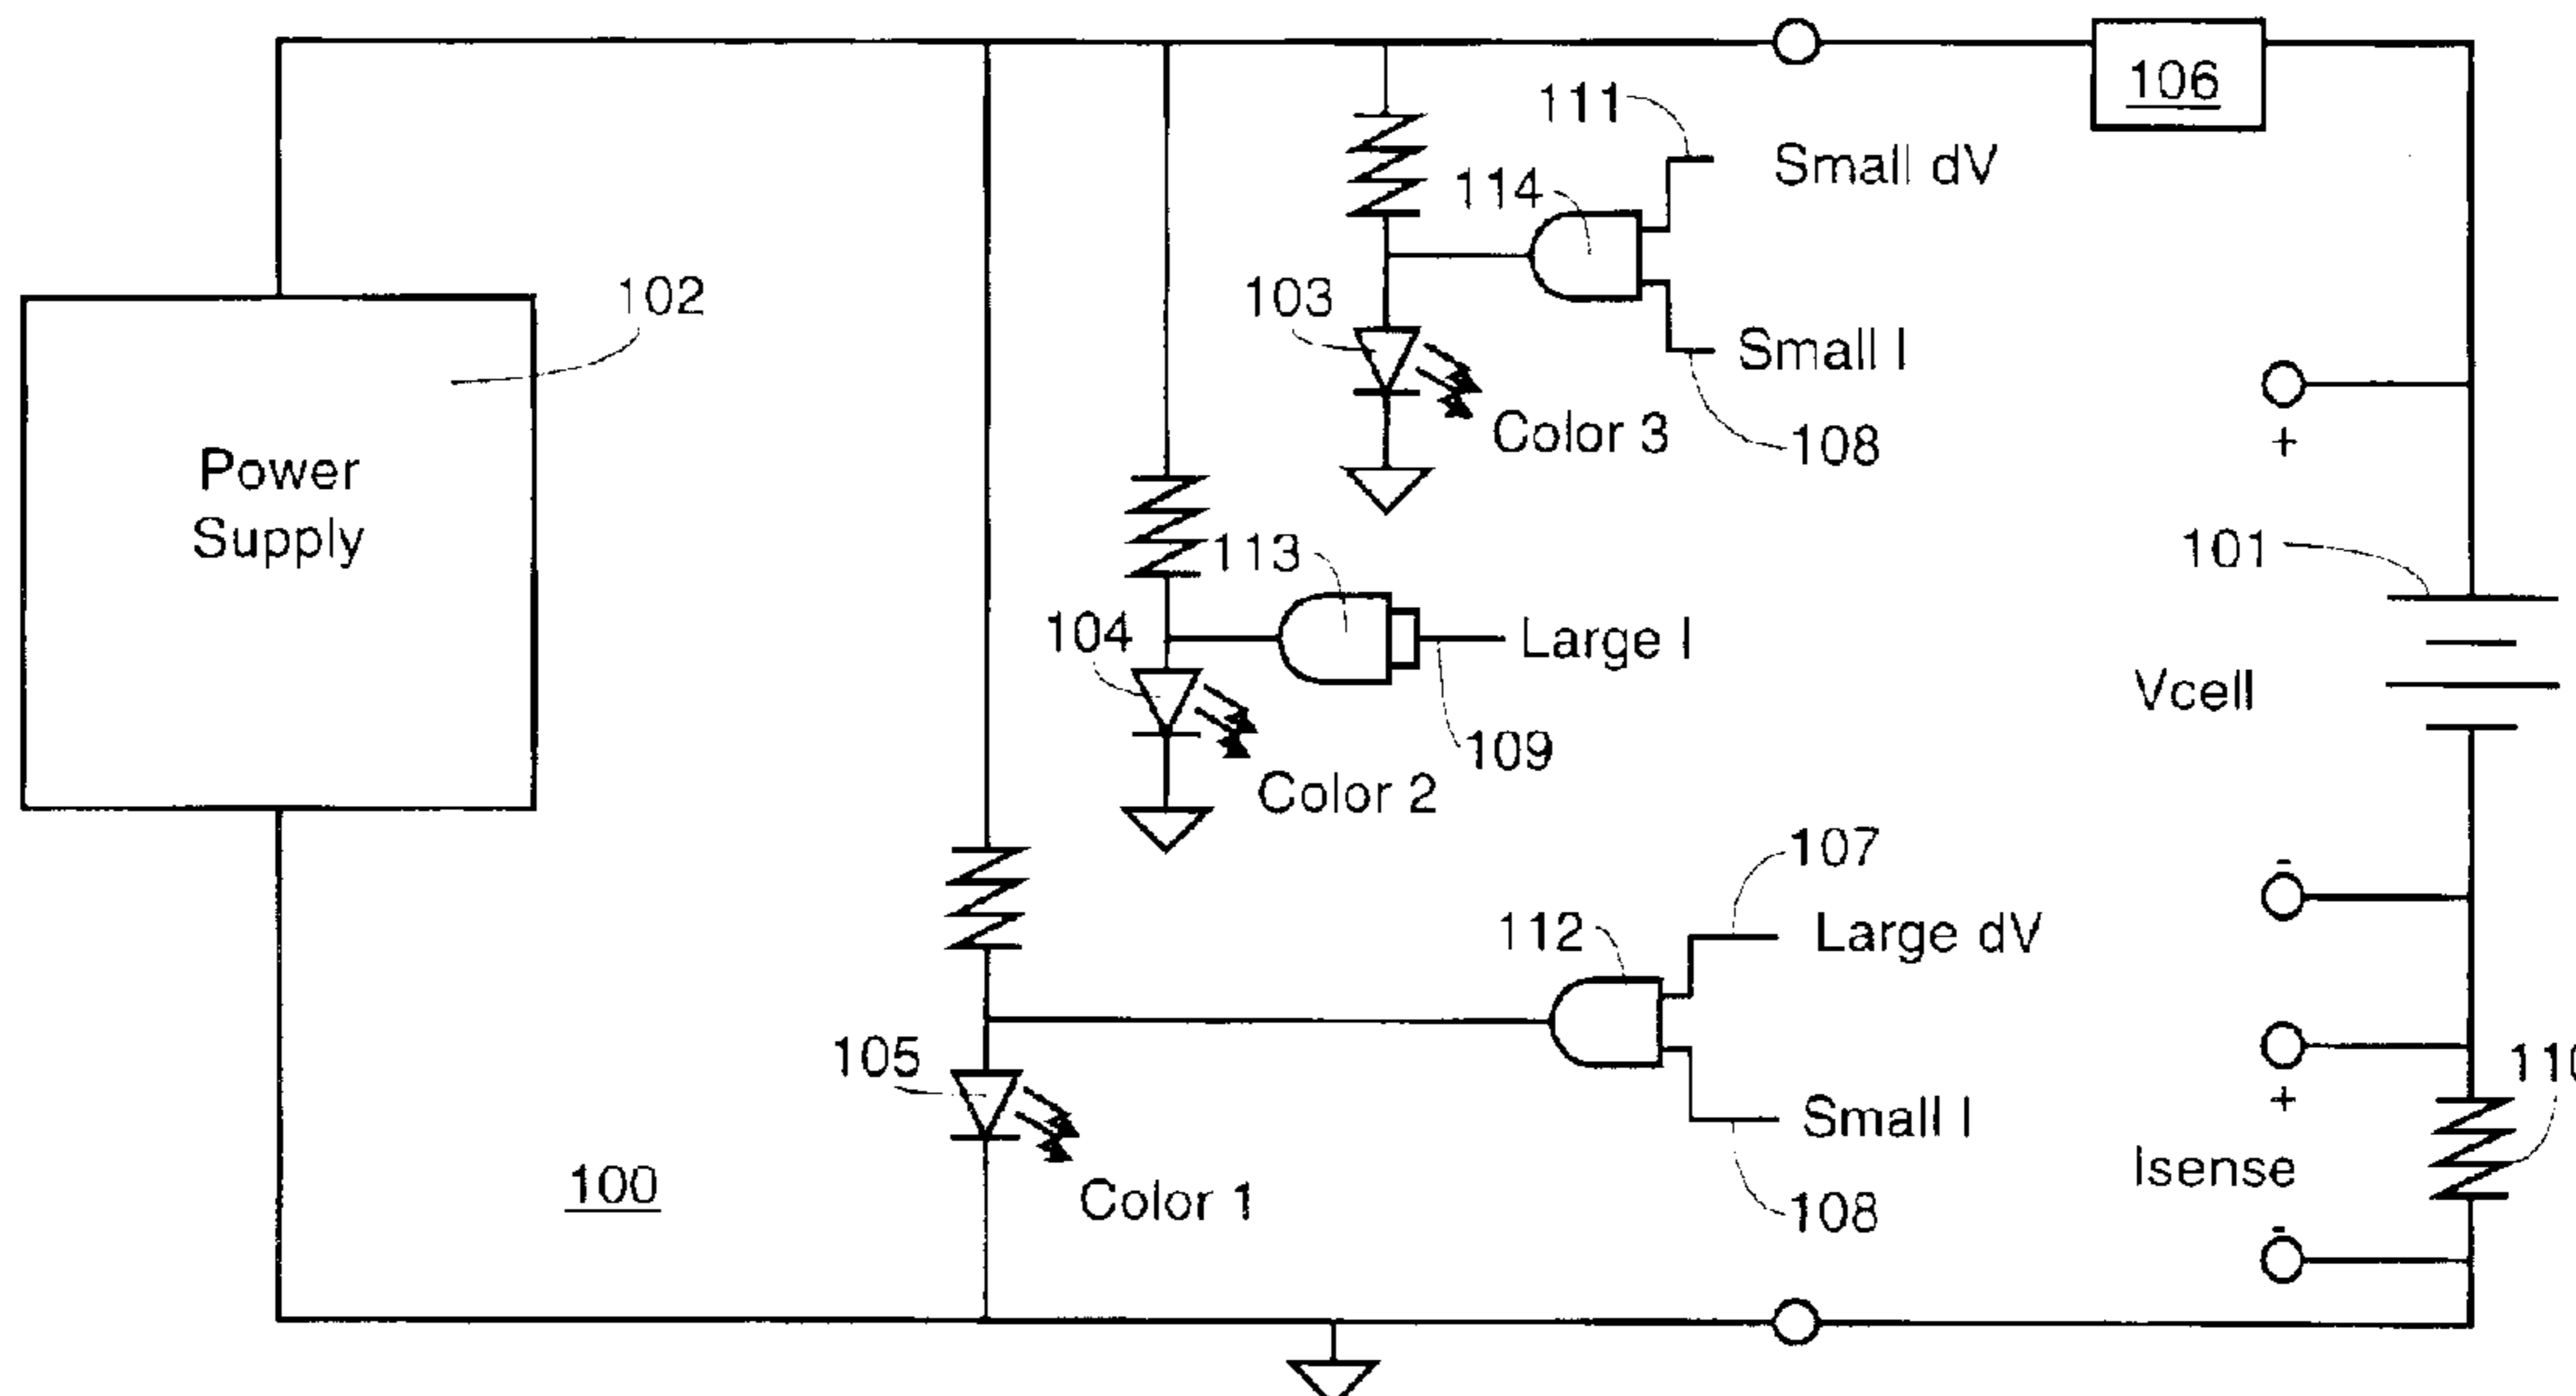 106
111
Small dV
114
102
103
Small I
Color 3
108
+
Power
Supply
113
101
104
Large I
Vcell
109
Color 2
107
-
Large dV
112
105
+
Small I
Isense
100
Color 1
108
-